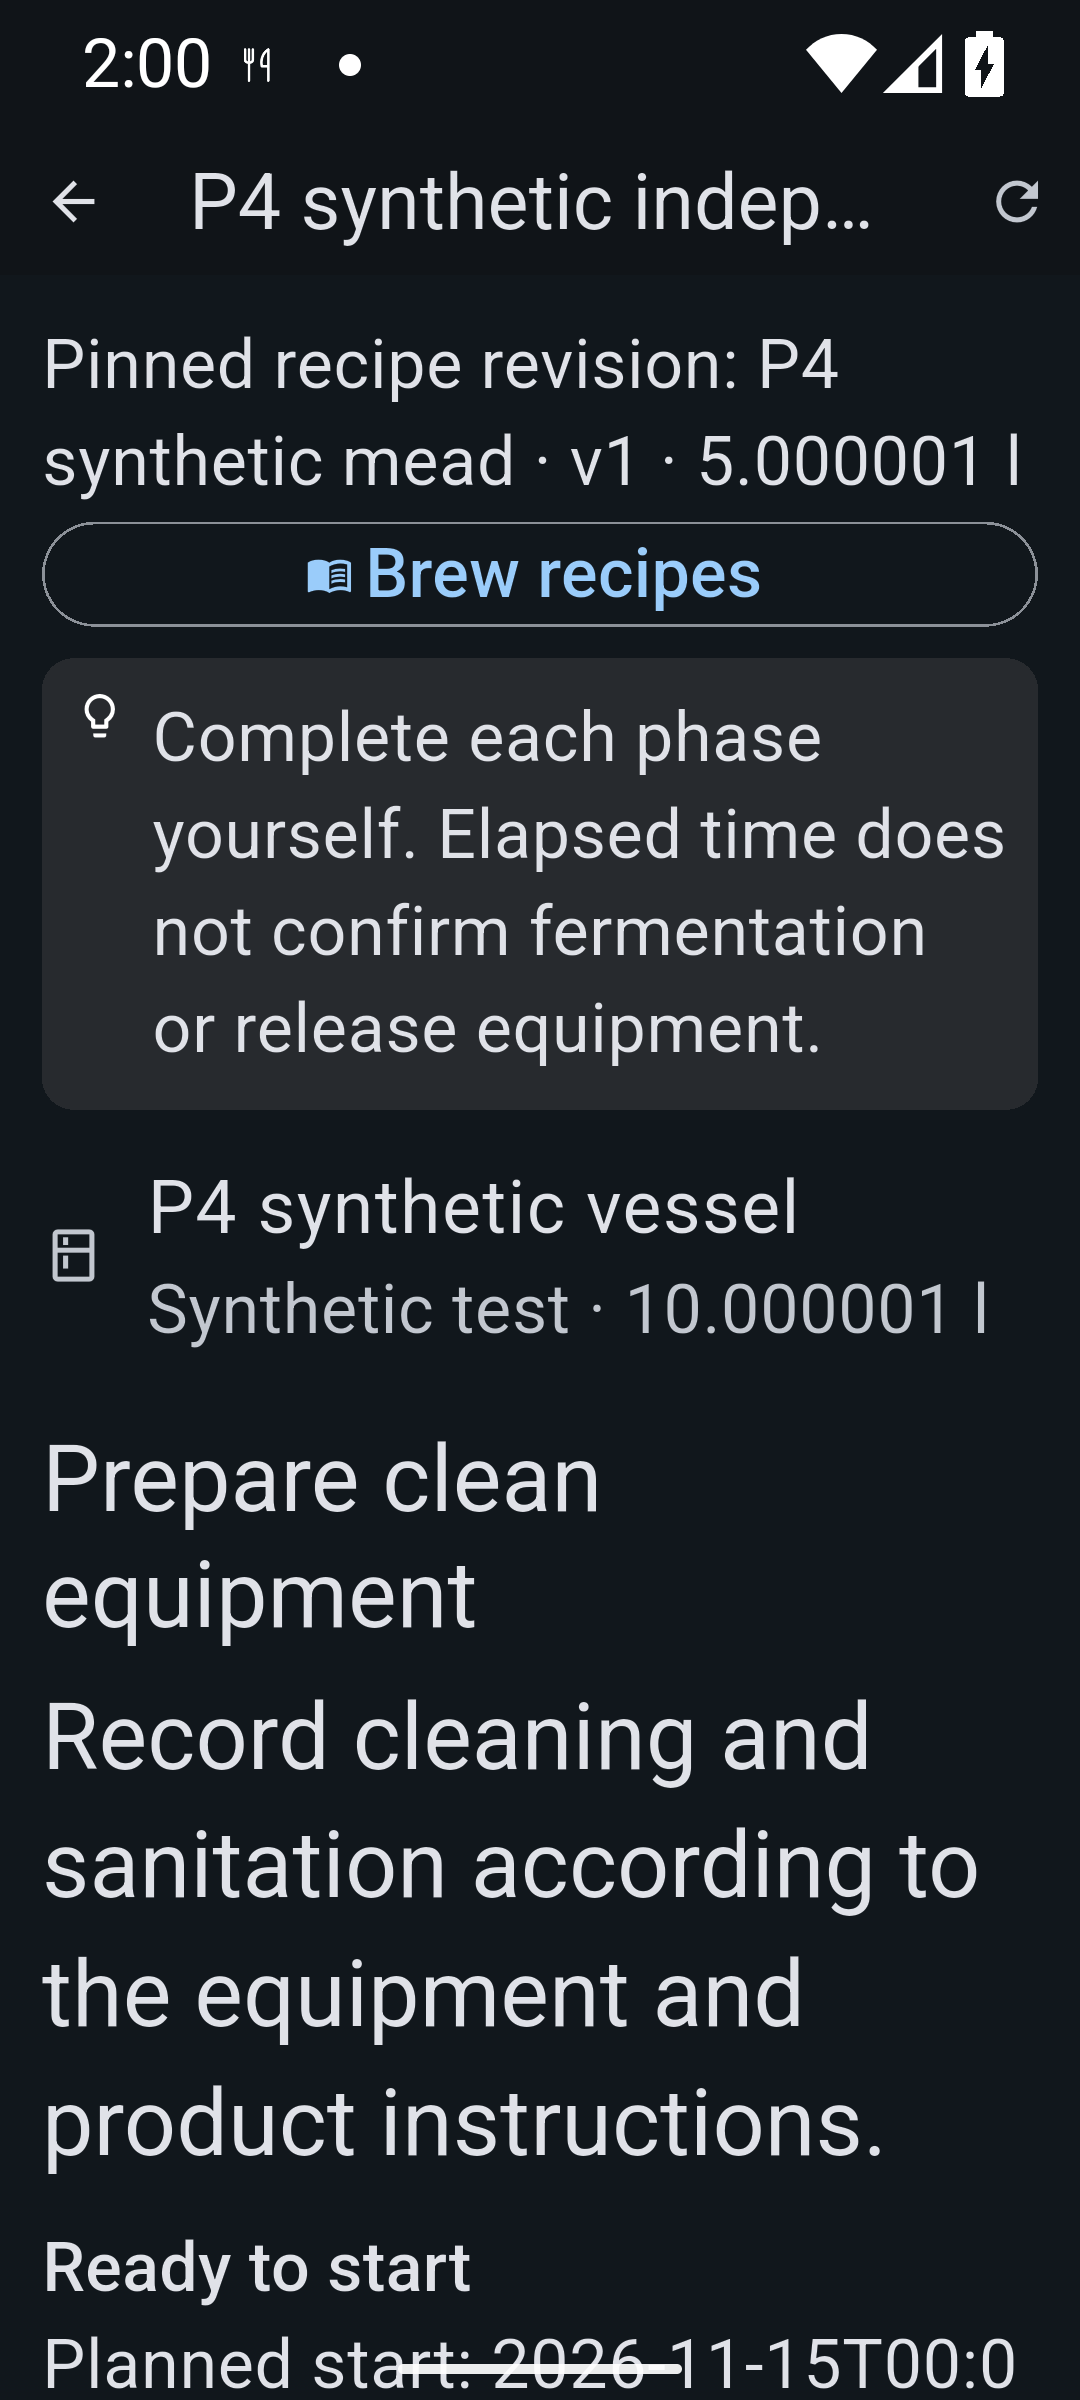 2:00
P4 synthetic indep...
Pinned recipe revision: P4
synthetic mead · v1 · 5.000001 l
Brew recipes
Complete each phase
yourself. Elapsed time does
not confirm fermentation
or release equipment.
P4 synthetic vessel
Synthetic test · 10.000001 l
Prepare clean
equipment
Record cleaning and
sanitation according to
the equipment and
product instructions.
Ready to start
Planned start: 2026-11-15T00:0